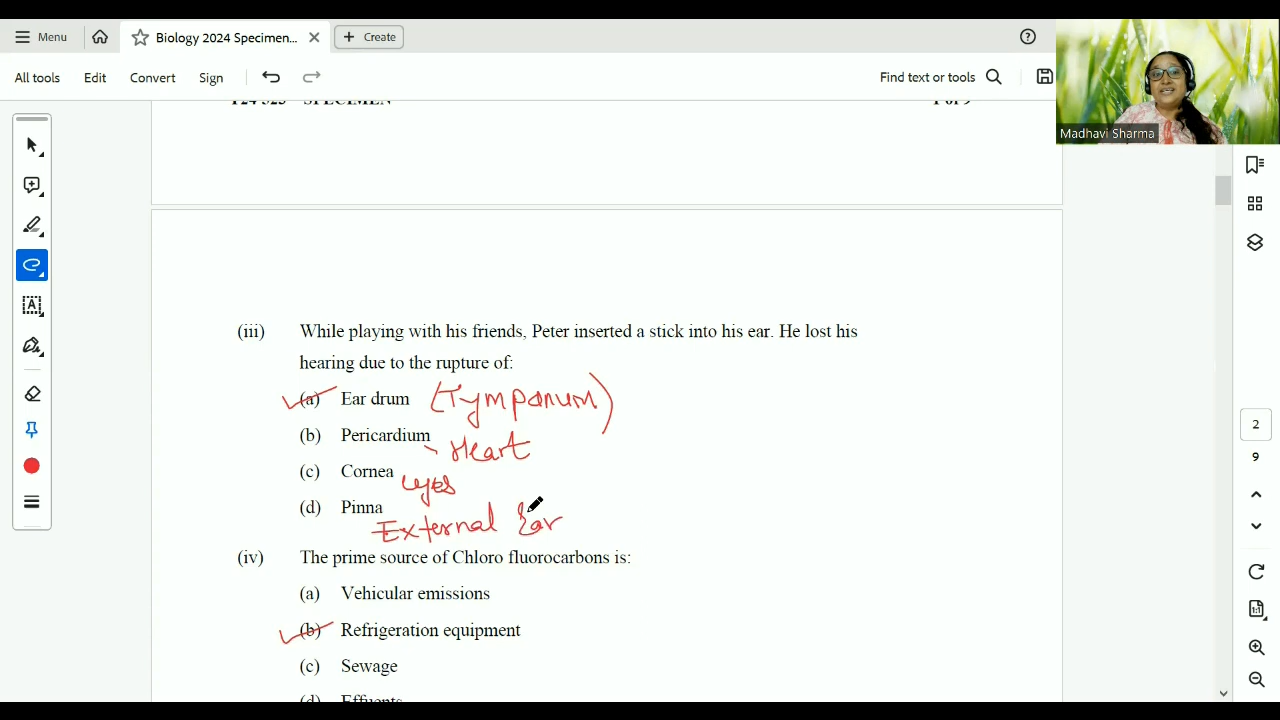 Menu
Biology 2024 Specimen...
Create
All tools
Edit
Convert
Sign
Find text or tools
Madhavi Sharma
(iii) While playing with his friends, Peter inserted a stick into his ear. He lost his
hearing due to the rupture of:
(a) Ear drum (Tympanum)
(b) Pericardium
Heart
(c) Cornea
eyes
(d) Pinna
External Ear
(iv) The prime source of Chloro fluorocarbons is:
(a) Vehicular emissions
(b) Refrigeration equipment
(c) Sewage
2
9